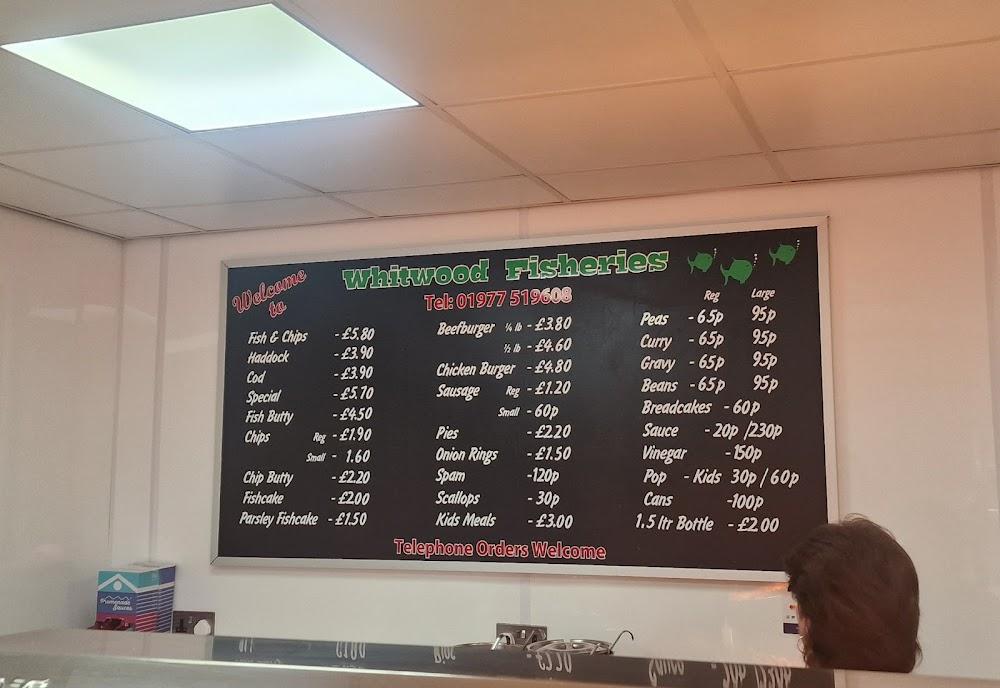 Welcome
to
Whitwood Fisheries
Tel: 01977 519608
Fish & Chips - £5.80
Haddock - £3.90
Cod - £3.90
Special - £5.70
Fish Butty - £4.50
Chips Reg - £1.90
Small - 1.60
Chip Butty - £2.20
Fishcake - £2.00
Parsley Fishcake - £1.50
Beefburger ¼ lb - £3.80
½ lb - £4.60
Chicken Burger - £4.80
Sausage Reg - £1.20
Small - 60p
Pies - £2.20
Onion Rings - £1.50
Spam -120p
Scallops - 30p
Kids Meals - £3.00
Reg Large
Peas - 65p 95p
Curry - 65p 95p
Gravy - 65p 95p
Beans - 65p 95p
Breadcakes - 60p
Sauce - 20p /230p
Vinegar -150p
Pop - Kids 30p / 60p
Cans -100p
1.5 ltr Bottle - £2.00
Telephone Orders Welcome
Promenade
Sauces